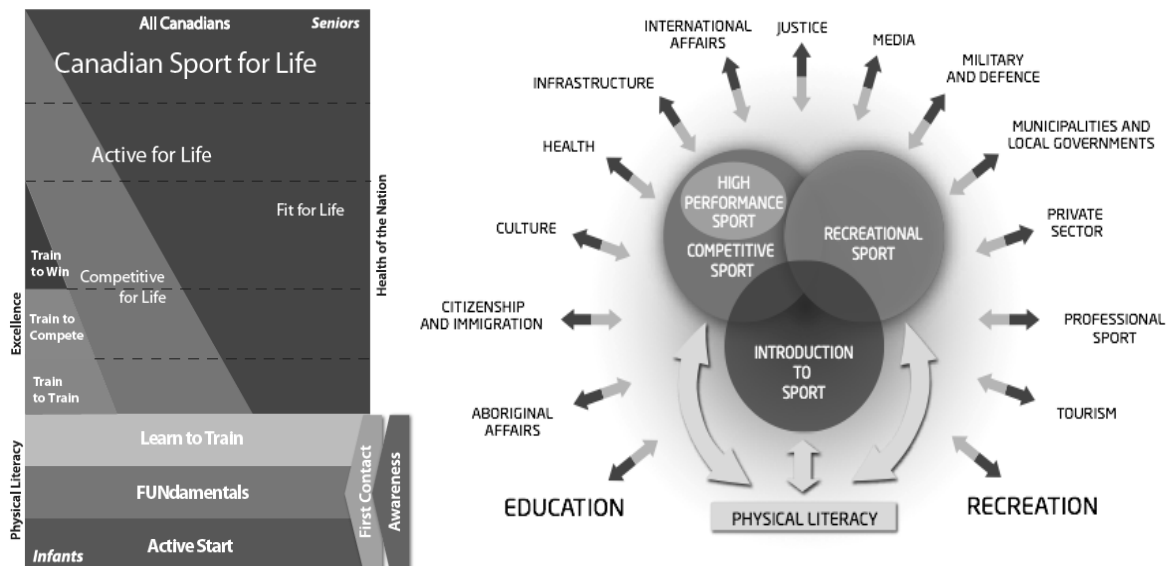 All Canadians
Seniors
Canadian Sport for Life
Active for Life
Fit for Life
Train
to Win
Competitive
for Life
Train to
Compete
Train
to Train
Learn to Train
FUNdamentals
Active Start
Infants
Physical Literacy
Excellence
Health of the Nation
First Contact
Awareness
INTERNATIONAL
AFFAIRS
JUSTICE
MEDIA
MILITARY
AND DEFENCE
INFRASTRUCTURE
MUNICIPALITIES AND
LOCAL GOVERNMENTS
HEALTH
PRIVATE
SECTOR
CULTURE
CITIZENSHIP
AND IMMIGRATION
PROFESSIONAL
SPORT
ABORIGINAL
AFFAIRS
TOURISM
EDUCATION
RECREATION
HIGH
PERFORMANCE
SPORT
COMPETITIVE
SPORT
RECREATIONAL
SPORT
INTRODUCTION
TO
SPORT
PHYSICAL LITERACY